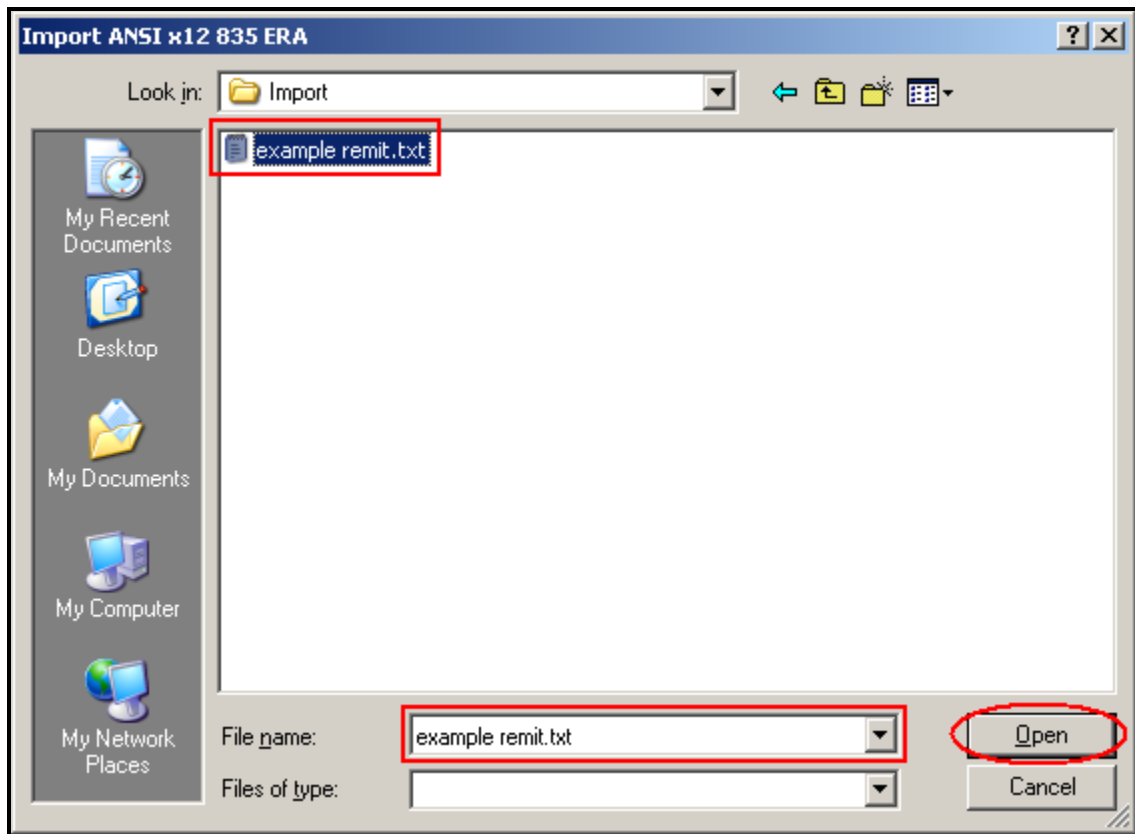 Import ANSI x12 835 ERA
Look in:
Import
example remit.txt
My Recent
Documents
Desktop
My Documents
My Computer
My Network
Places
File name:
example remit.txt
Open
Files of type:
Cancel